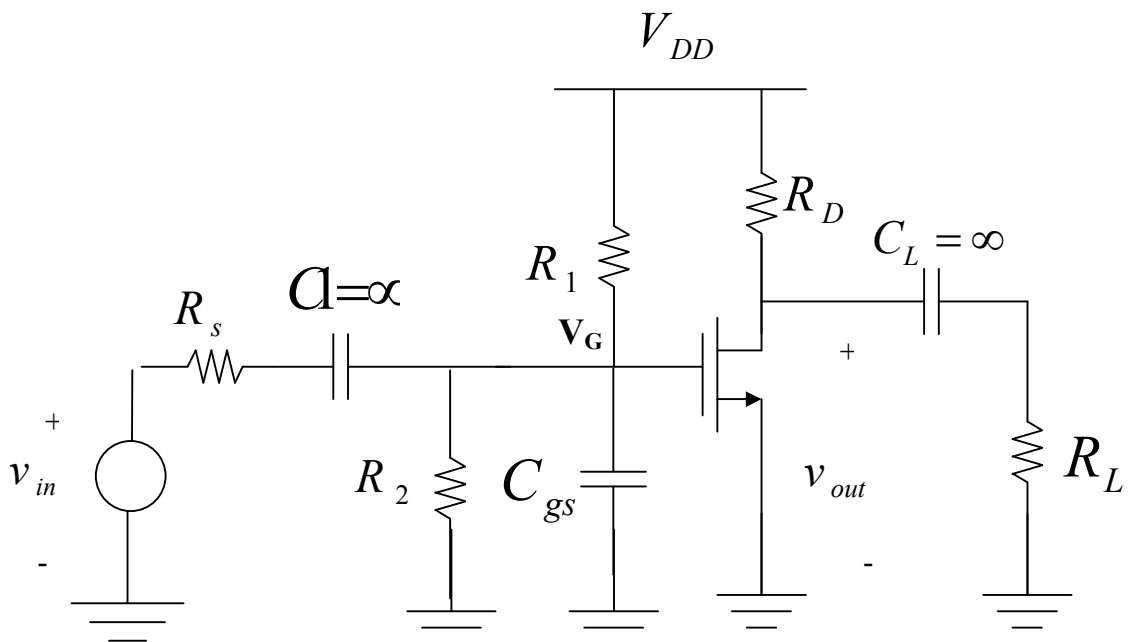 V_DD
R_D
C_L = ∞
R_1
C1=∝
R_s
V_G
+
+
v_in
R_2
C_gs
v_out
R_L
-
-